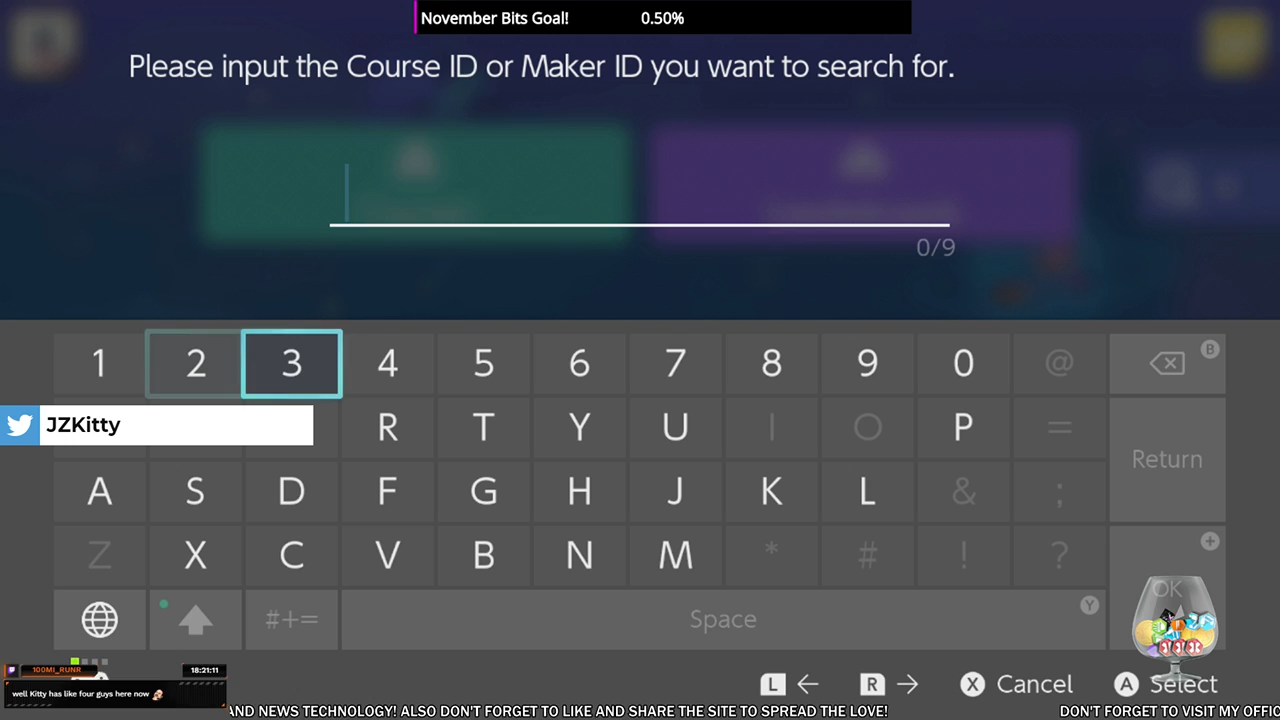 November Bits Goal! 0.50%
Please input the Course ID or Maker ID you want to search for.
0/9
1 2 3 4 5 6 7 8 9 0 @ B
JZKitty
R T Y U I O P =
Return
A S D F G H J K L & ;
Z X C V B N M * # ! ? +
OK
#+= Space Y
100MI_RUNR 18:21:11
well Kitty has like four guys here now
L ← R → X Cancel A Select
AND NEWS TECHNOLOGY! ALSO DON'T FORGET TO LIKE AND SHARE THE SITE TO SPREAD THE LOVE! DON'T FORGET TO VISIT MY OFFIC